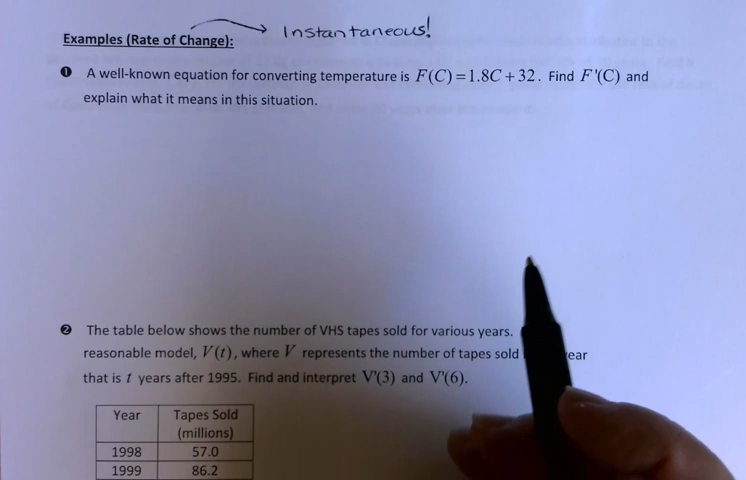 Examples (Rate of Change): Instantaneous!
❶ A well-known equation for converting temperature is F(C)=1.8C+32. Find F'(C) and
explain what it means in this situation.
❷ The table below shows the number of VHS tapes sold for various years.
reasonable model, V(t), where V represents the number of tapes sold
that is t years after 1995. Find and interpret V'(3) and V'(6).
Year Tapes Sold
(millions)
1998 57.0
1999 86.2